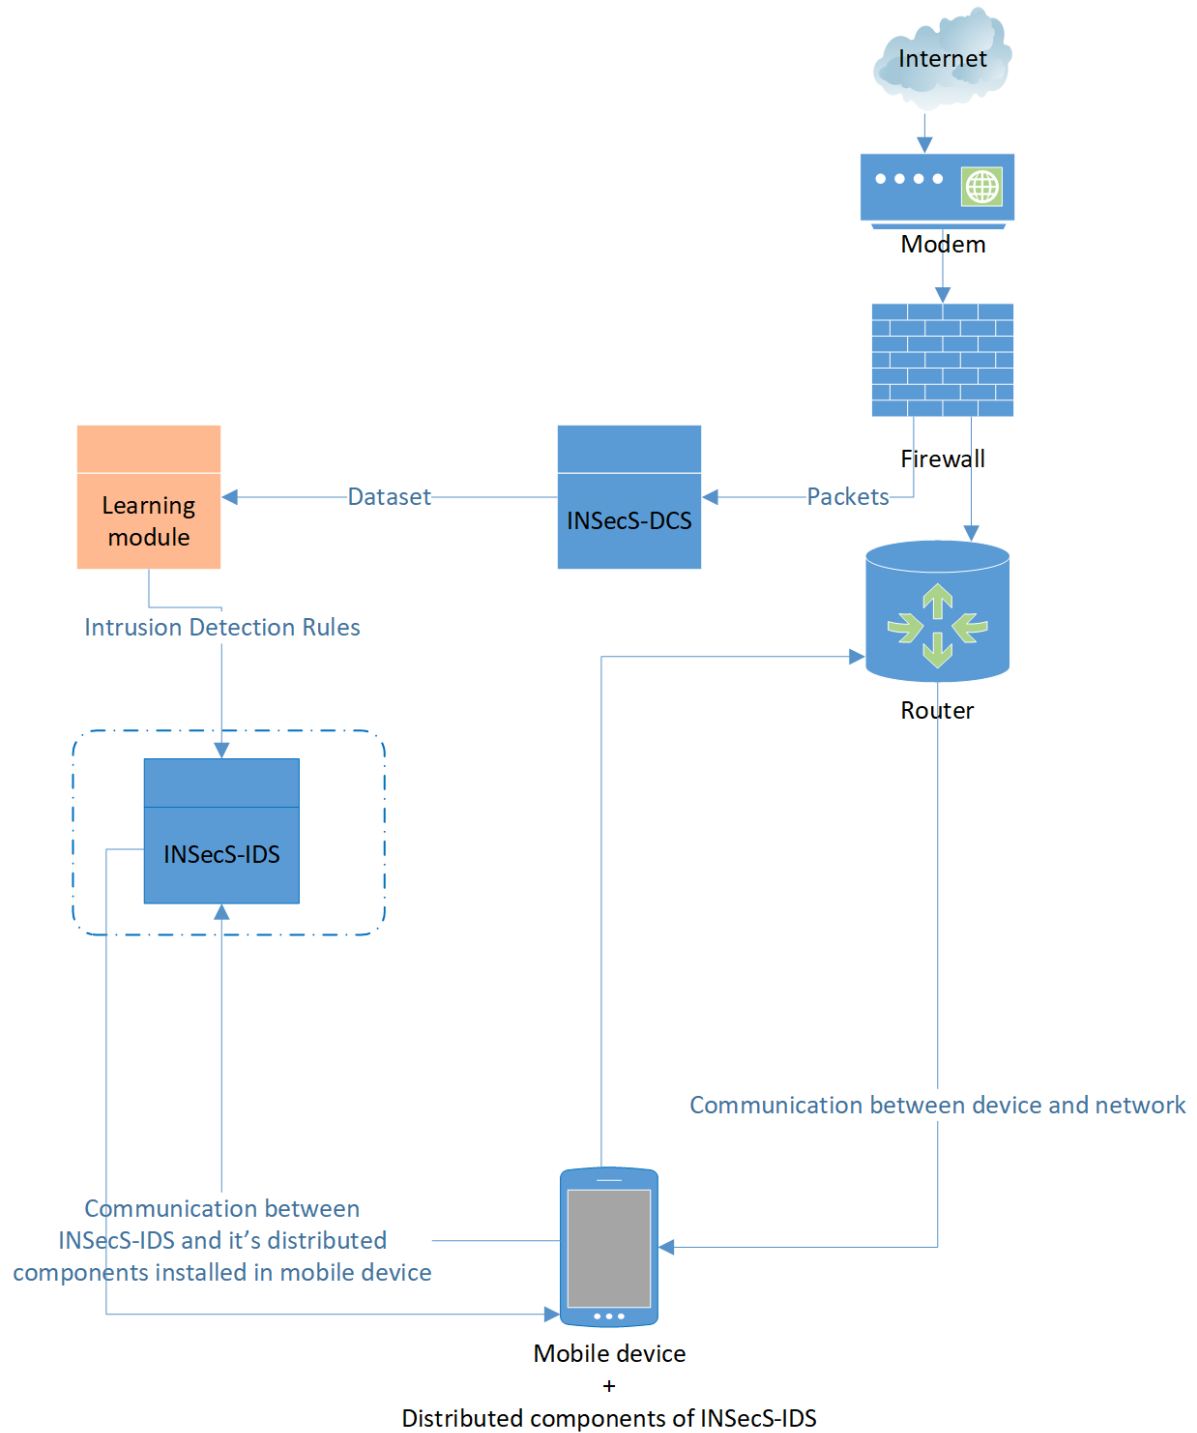 Internet
Modem
Firewall
Packets
INSecS-DCS
Dataset
Learning
module
Intrusion Detection Rules
Router
INSecS-IDS
Communication between device and network
Communication between
INSecS-IDS and it’s distributed
components installed in mobile device
Mobile device
+
Distributed components of INSecS-IDS